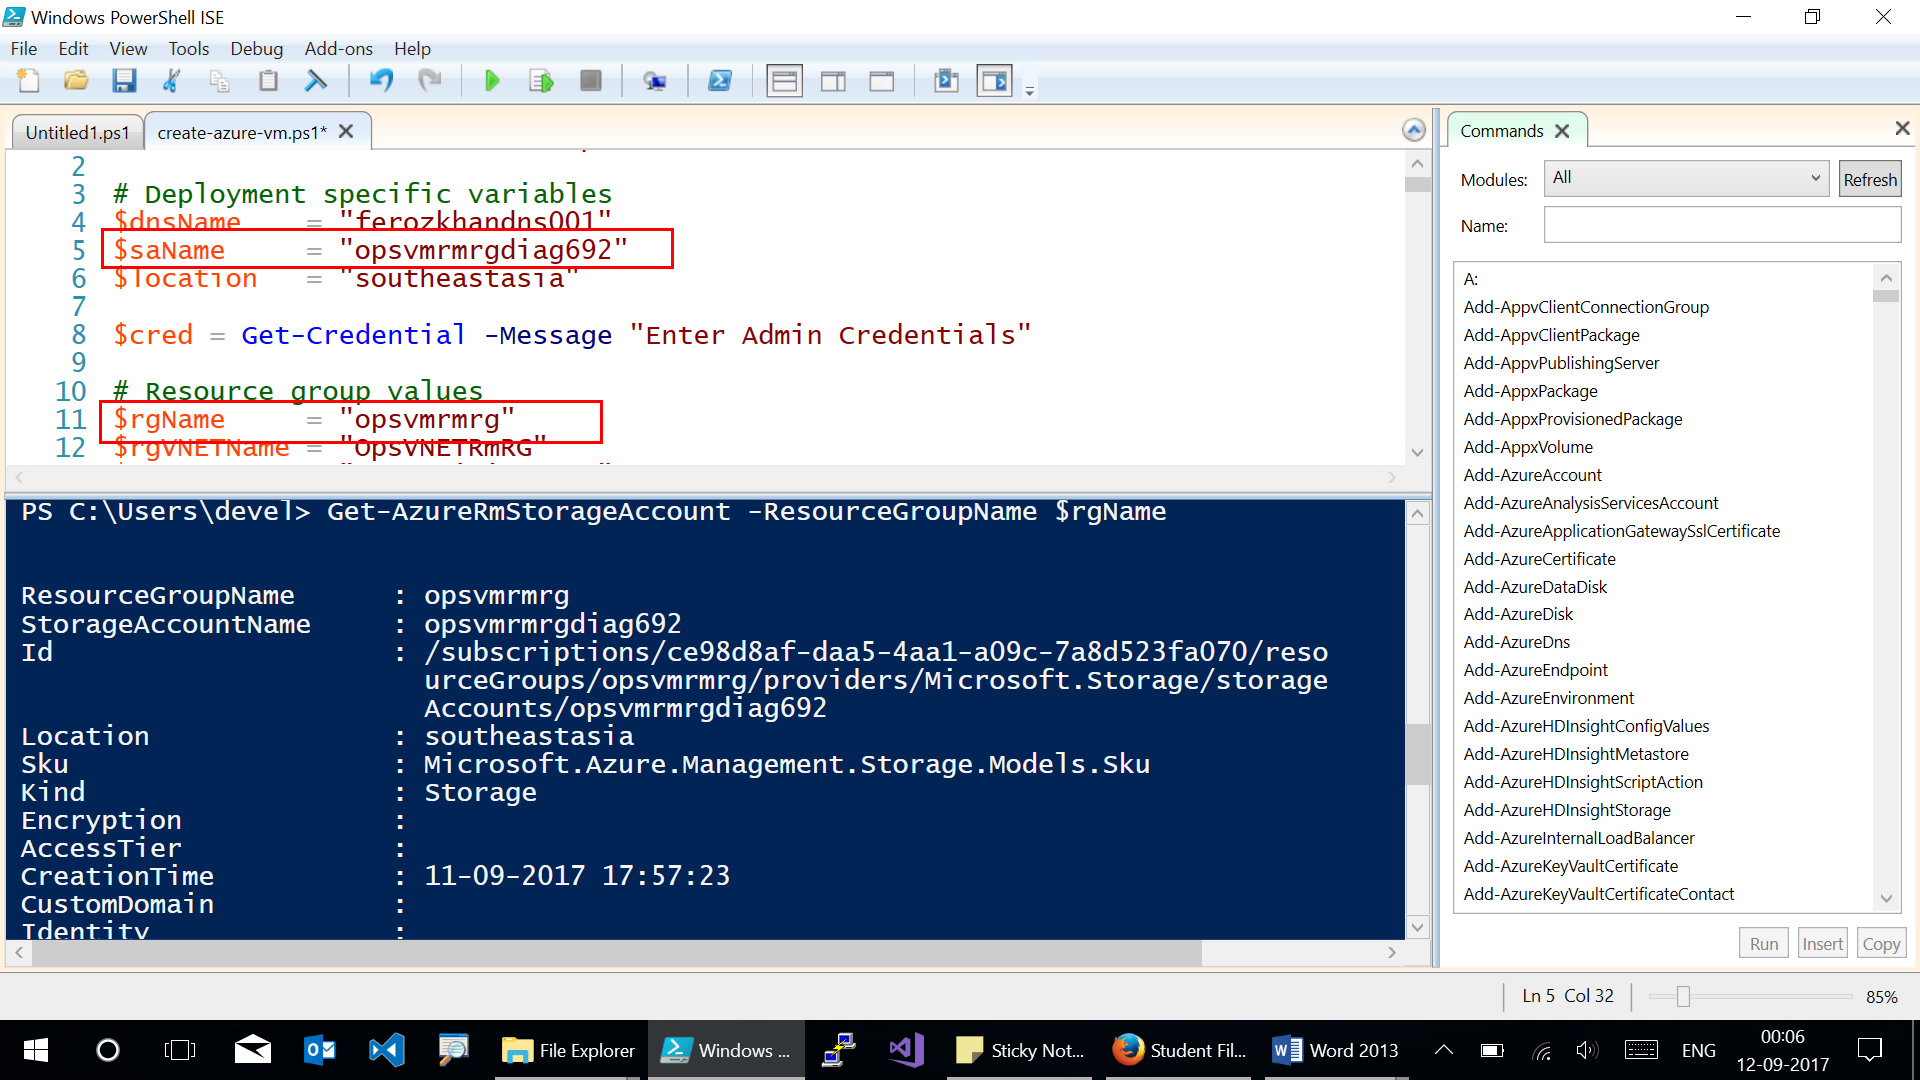 Windows PowerShell ISE
File Edit View Tools Debug Add-ons Help
Untitled1.ps1 create-azure-vm.ps1*
2
3 # Deployment specific variables
4 $dnsName = "ferozkhandns001"
5 $saName = "opsvmrmrgdiag692"
6 $location = "southeastasia"
7
8 $cred = Get-Credential -Message "Enter Admin Credentials"
9
10 # Resource group values
11 $rgName = "opsvmrmrg"
12 $rgVNETName = "OpsVNETRmRG"
PS C:\Users\devel> Get-AzureRmStorageAccount -ResourceGroupName $rgName
ResourceGroupName : opsvmrmrg
StorageAccountName : opsvmrmrgdiag692
Id : /subscriptions/ce98d8af-daa5-4aa1-a09c-7a8d523fa070/reso
urceGroups/opsvmrmrg/providers/Microsoft.Storage/storage
Accounts/opsvmrmrgdiag692
Location : southeastasia
Sku : Microsoft.Azure.Management.Storage.Models.Sku
Kind : Storage
Encryption :
AccessTier :
CreationTime : 11-09-2017 17:57:23
CustomDomain :
Identity :
Commands
Modules: All Refresh
Name:
A:
Add-AppvClientConnectionGroup
Add-AppvClientPackage
Add-AppvPublishingServer
Add-AppxPackage
Add-AppxProvisionedPackage
Add-AppxVolume
Add-AzureAccount
Add-AzureAnalysisServicesAccount
Add-AzureApplicationGatewaySslCertificate
Add-AzureCertificate
Add-AzureDataDisk
Add-AzureDisk
Add-AzureDns
Add-AzureEndpoint
Add-AzureEnvironment
Add-AzureHDInsightConfigValues
Add-AzureHDInsightMetastore
Add-AzureHDInsightScriptAction
Add-AzureHDInsightStorage
Add-AzureInternalLoadBalancer
Add-AzureKeyVaultCertificate
Add-AzureKeyVaultCertificateContact
Run Insert Copy
Ln 5 Col 32 85%
File Explorer Windows ... Sticky Not... Student Fil... Word 2013 ENG 00:06
12-09-2017